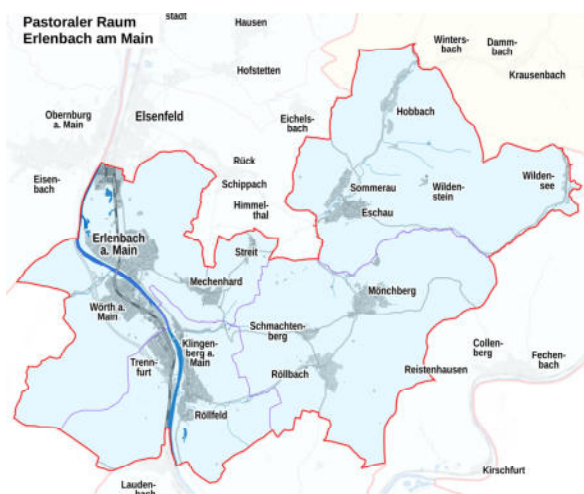 Pastoraler Raum
Erlenbach am Main
stadt
Hausen
Winters-
bach
Damm-
bach
Hofstetten
Krausenbach
Obernburg
a. Main
Elsenfeld
Eichels-
bach
Hobbach
Eisen-
bach
Rück
Schippach
Himmel-
thal
Sommerau
Eschau
Wilden-
stein
Wilden-
see
Erlenbach
a. Main
Streit
Mechenhard
Mönchberg
Wörth a.
Main
Klingen-
berg a.
Main
Schmachten-
berg
Trenn-
furt
Röllbach
Reistenhausen
Collen-
berg
Fechen-
bach
Röllfeld
Lauden-
bach
Kirschfurt